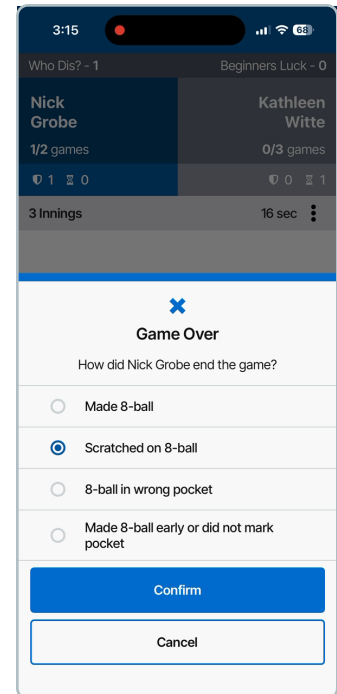 3:15 68
Who Dis? - 1 Beginners Luck - 0
Nick Kathleen
Grobe Witte
1/2 games 0/3 games
1 0 0 1
3 Innings 16 sec
Game Over
How did Nick Grobe end the game?
Made 8-ball
Scratched on 8-ball
8-ball in wrong pocket
Made 8-ball early or did not mark
pocket
Confirm
Cancel